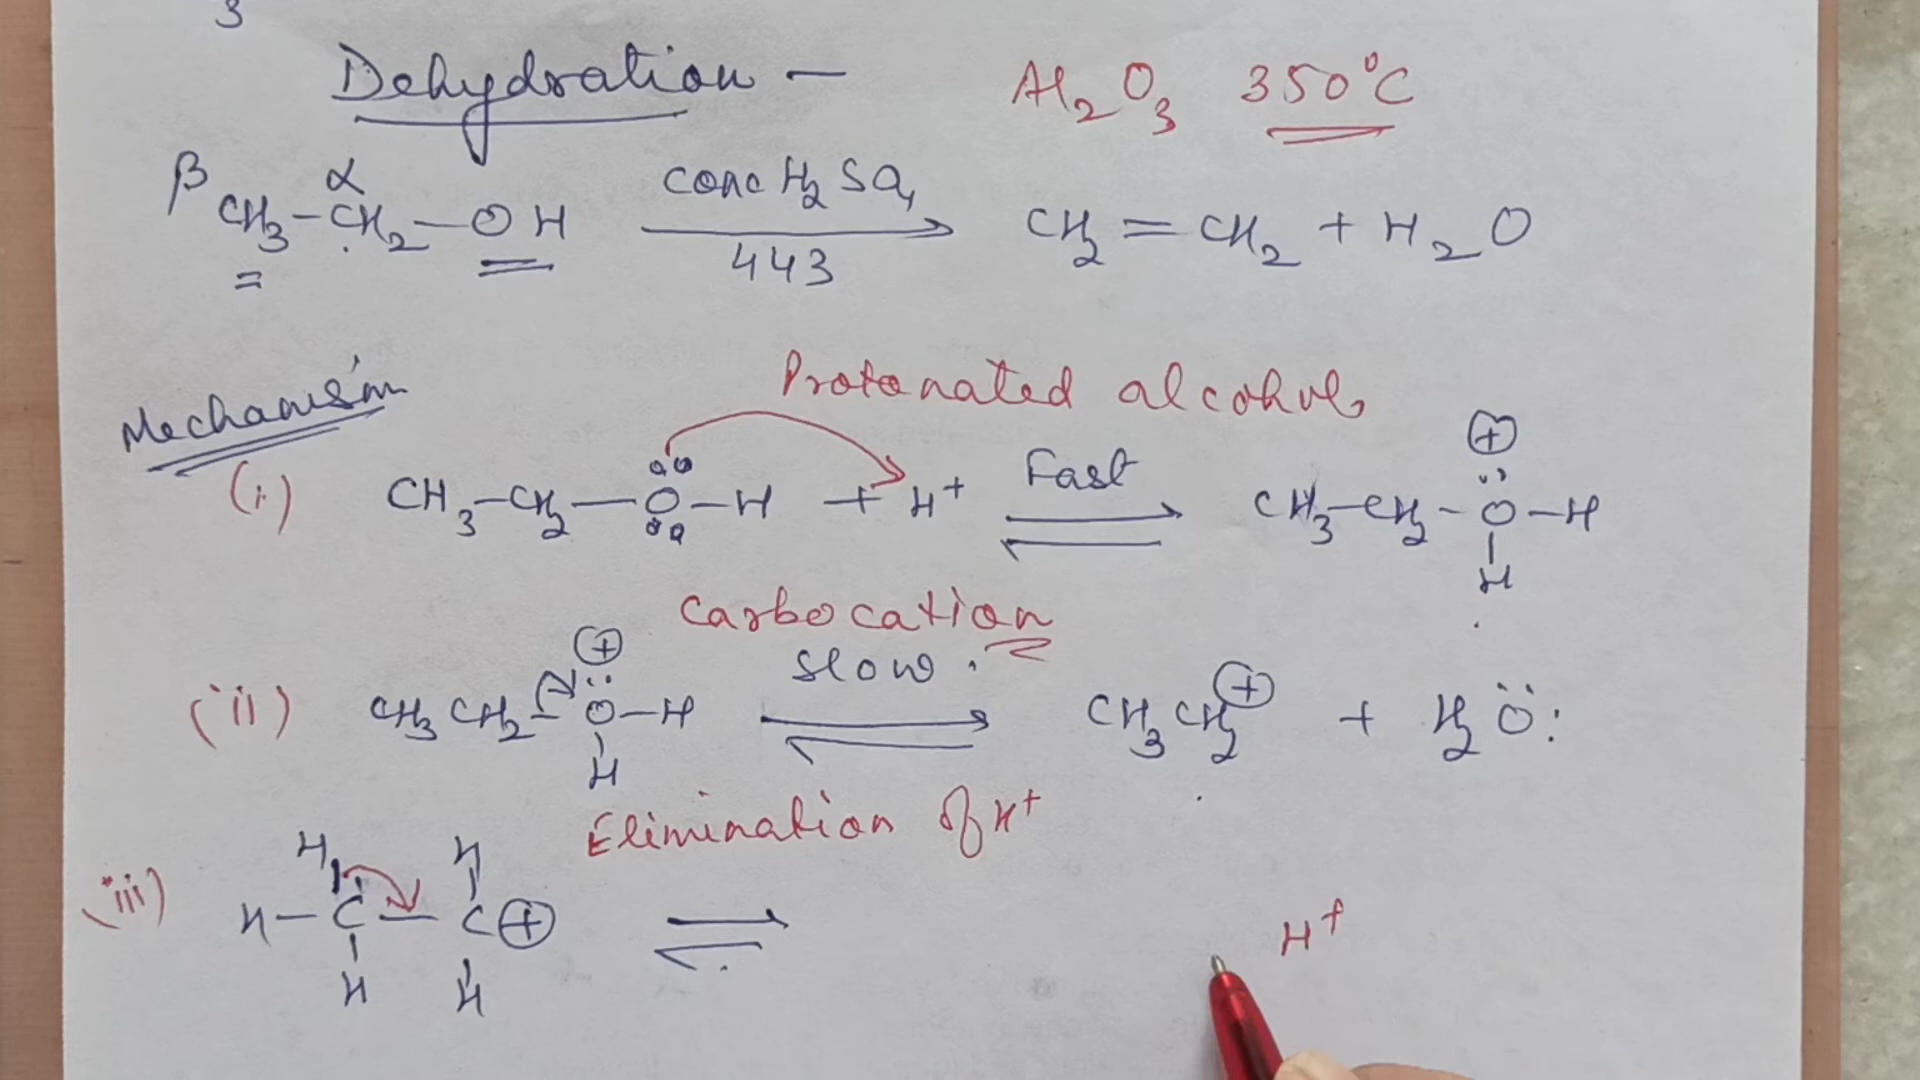 3
Dehydration — Al₂O₃ 350°C
β α
CH₃–CH₂–OH conc H₂SO₄ 443 → CH₂=CH₂ + H₂O
Mechanism
Protonated alcohol
(i) CH₃–CH₂–O–H + H⁺ Fast ⇌ CH₃–CH₂–O⊕–H
H
Carbocation
(ii) CH₃CH₂–O⊕–H slow ⇌ CH₃CH₂⊕ + H₂O:
H
Elimination of H⁺
H H
(iii) H–C–C⊕ ⇌ H⁺
H H